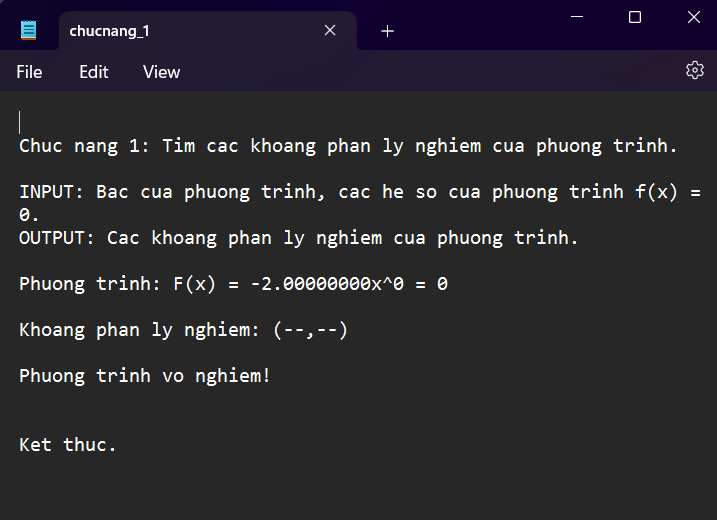 chucnang_1
File Edit View
Chuc nang 1: Tim cac khoang phan ly nghiem cua phuong trinh.
INPUT: Bac cua phuong trinh, cac he so cua phuong trinh f(x) =
0.
OUTPUT: Cac khoang phan ly nghiem cua phuong trinh.
Phuong trinh: F(x) = -2.00000000x^0 = 0
Khoang phan ly nghiem: (--,--)
Phuong trinh vo nghiem!
Ket thuc.